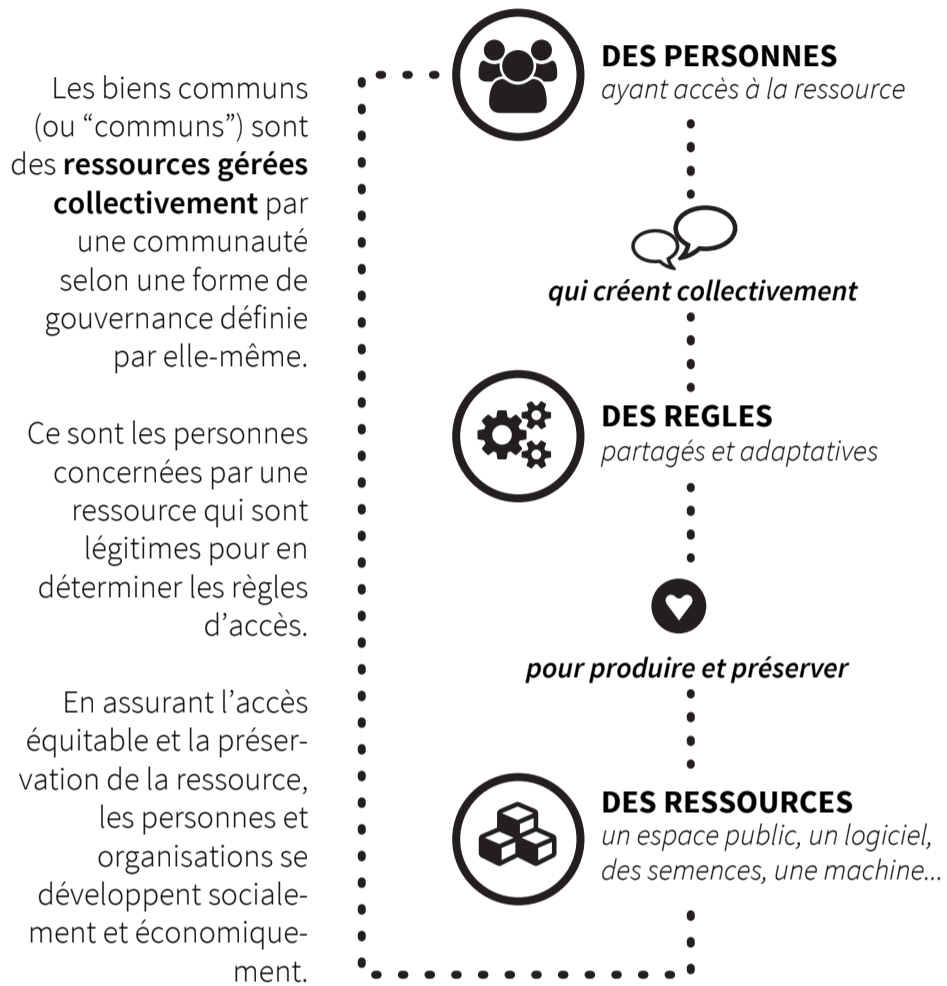 Les biens communs
(ou “communs”) sont
des ressources gérées
collectivement par
une communauté
selon une forme de
gouvernance définie
par elle-même.
Ce sont les personnes
concernées par une
ressource qui sont
légitimes pour en
déterminer les règles
d’accès.
En assurant l’accès
équitable et la préser-
vation de la ressource,
les personnes et
organisations se
développent sociale-
ment et économique-
ment.
DES PERSONNES
ayant accès à la ressource
qui créent collectivement
DES REGLES
partagés et adaptatives
pour produire et préserver
DES RESSOURCES
un espace public, un logiciel,
des semences, une machine...